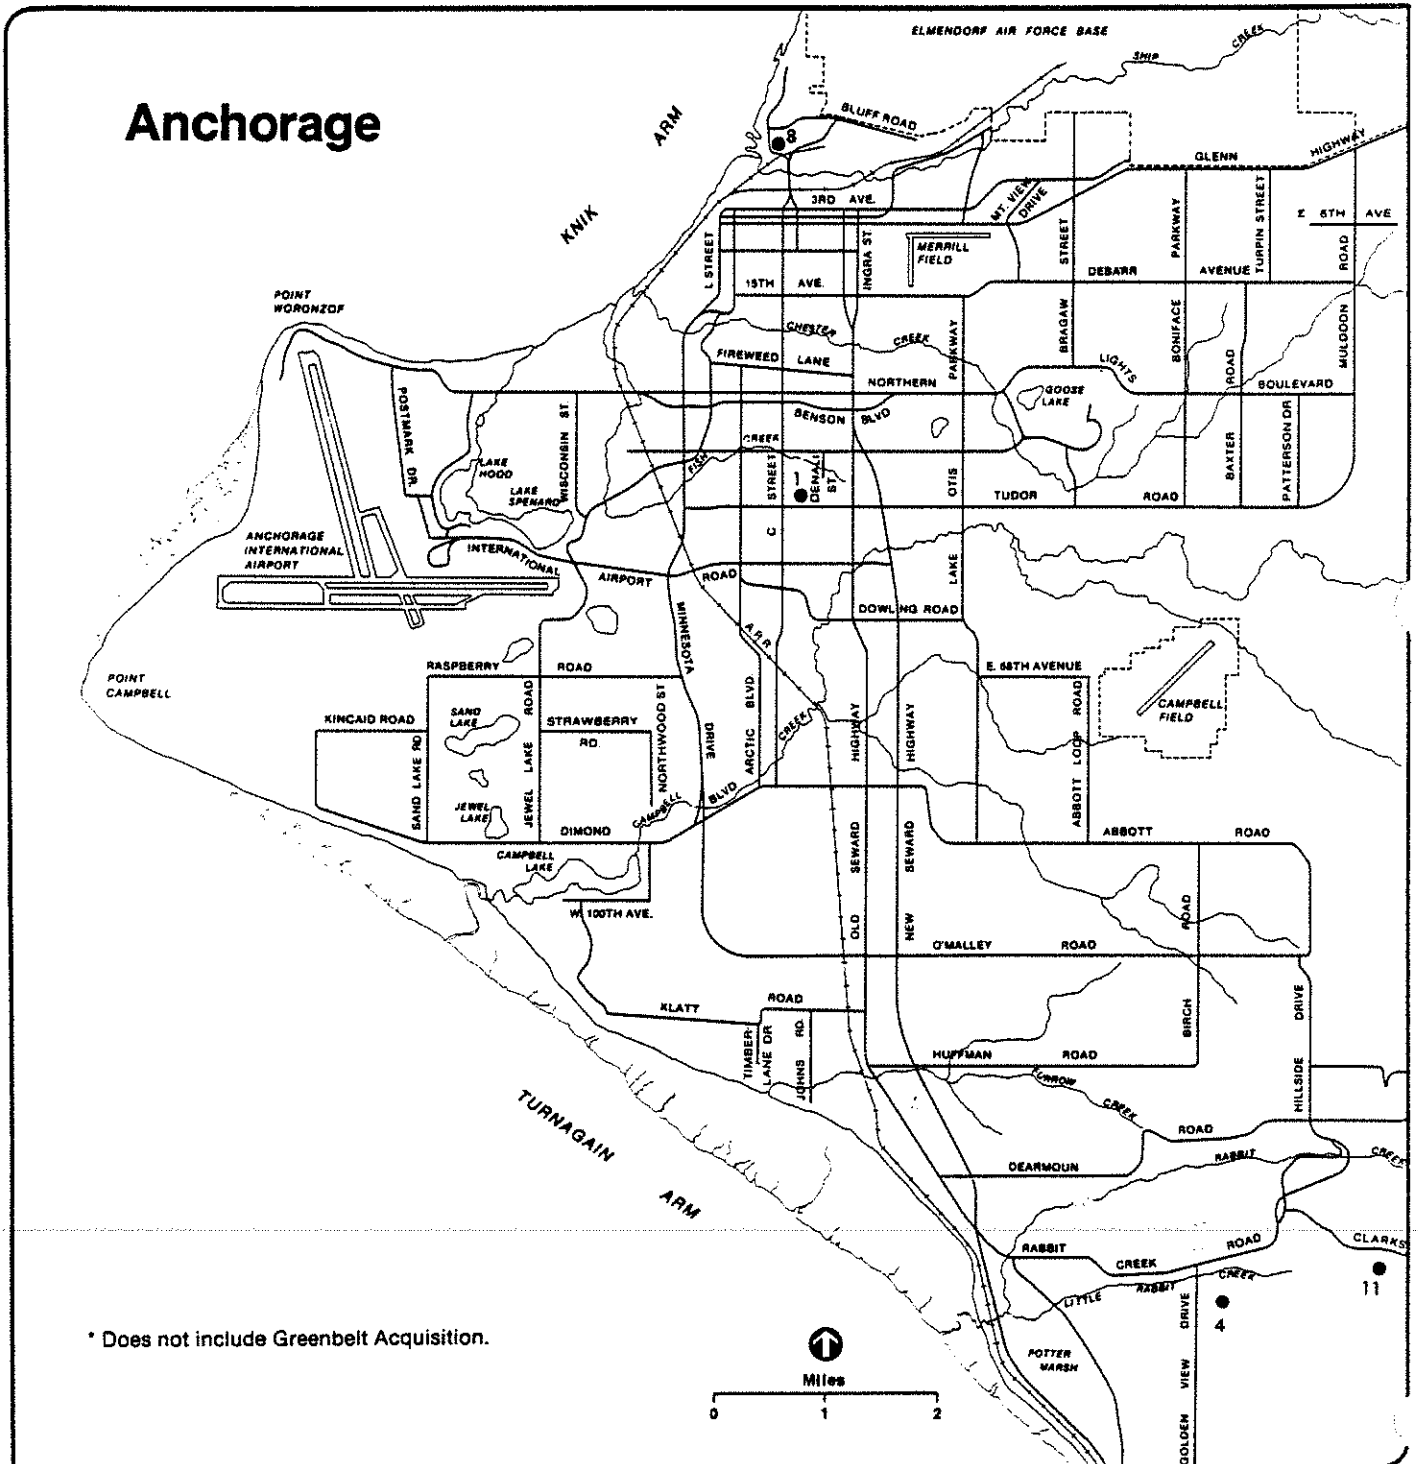 ELMENDORF AIR FORCE BASE
SHIP CREEK
Anchorage
KNIK ARM
BLUFF ROAD
8
GLENN HIGHWAY
3RD AVE.
MT. VIEW DRIVE
E 6TH AVE
L STREET
INGRA ST.
MERRILL FIELD
STREET
PARKWAY
TURPIN STREET
ROAD
DEBARR AVENUE
15TH AVE.
POINT WORONZOF
CHESTER CREEK
PARKWAY
BRAGAW
BONIFACE
MULDOON
FIREWEED LANE
LIGHTS
ROAD
NORTHERN
BOULEVARD
GOOSE LAKE
POSTMARK DR.
WISCONSIN ST.
BENSON BLVD
CREEK
FISH
BAXTER
PATTERSON DR
LAKE HOOD
LAKE SPENARD
STREET
1
DENALI ST.
OTIS
TUDOR ROAD
C
ANCHORAGE INTERNATIONAL AIRPORT
INTERNATIONAL AIRPORT ROAD
LAKE
DOWLING ROAD
MINNESOTA
A R R
POINT CAMPBELL
RASPBERRY ROAD
E. 68TH AVENUE
CAMPBELL FIELD
KINCAID ROAD
SAND LAKE
STRAWBERRY RD.
NORTHWOOD ST
DRIVE
ARCTIC BLVD
CREEK
HIGHWAY
HIGHWAY
ABBOTT LOOP ROAD
SAND LAKE RD
JEWEL LAKE ROAD
JEWEL LAKE
CAMPBELL
BLVD
DIMOND
ABBOTT ROAD
CAMPBELL LAKE
OLD SEWARD
NEW SEWARD
W. 100TH AVE.
ROAD
O'MALLEY ROAD
KLATT ROAD
TIMBERLANE DR
JOHNS RD.
BIRCH
HILLSIDE DRIVE
HUFFMAN ROAD
FURROW CREEK
TURNAGAIN ARM
ROAD
DEARMOUN
RABBIT CREEK
RABBIT CREEK ROAD
CLARKS
LITTLE RABBIT CREEK
11
4
* Does not include Greenbelt Acquisition.
POTTER MARSH
GOLDEN VIEW DRIVE
Miles
0 1 2